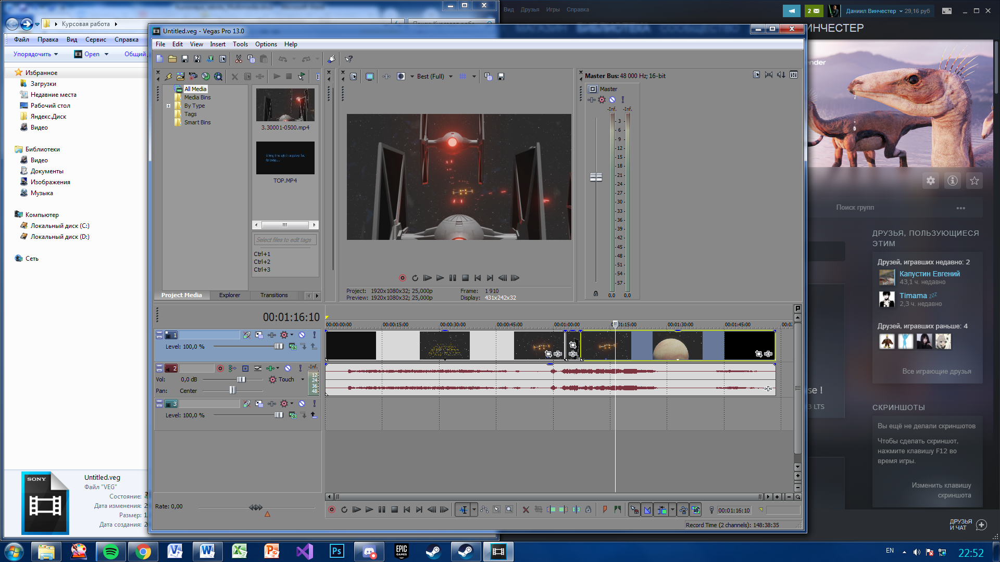 Вид Друзья Игры Справка
2
Даниил Винчестер 29,16 руб
Курсовая работа
ИНЧЕСТЕР
Файл Правка Вид Сервис Справка
Упорядочить
Open
Общий
Избранное
Загрузки
Недавние места
Рабочий стол
Яндекс.Диск
Видео
Библиотеки
Видео
Документы
Изображения
Музыка
Компьютер
Локальный диск (C:)
Локальный диск (D:)
Сеть
SONY
Untitled.veg
Файл "VEG"
Состояние:
Дата изменения: 2
Размер: 1
Дата создания: 2
Untitled.veg - Vegas Pro 13.0
File Edit View Insert Tools Options Help
All Media
Media Bins
By Type
Tags
Smart Bins
3.30001-0500.mp4
A long time ago in a galaxy far,
far away....
TOP.MP4
Select files to edit tags
Ctrl+1
Ctrl+2
Ctrl+3
Project Media Explorer Transitions
Best (Full)
Project: 1920x1080x32; 25,000p
Preview: 1920x1080x32; 25,000p
Frame: 1 910
Display: 431x242x32
Master Bus: 48 000 Hz; 16-bit
Master
-Inf. -Inf.
3
6
9
12
15
18
21
24
27
30
33
36
39
42
45
48
51
54
57
0,0 0,0
00:01:16:10
00:00:00:00 00:00:15:00 00:00:30:00 00:00:45:00 00:01:00:00 00:01:15:00 00:01:30:00 00:01:45:00 00:0
1
Level: 100,0 %
2
-Inf.
Vol: 0,0 dB
Touch
Pan: Center
12
24
36
48
3
Level: 100,0 %
Rate: 0,00
00:01:16:10
Record Time (2 channels): 148:38:35
ender
Поиск групп
ДРУЗЬЯ, ПОЛЬЗУЮЩИЕСЯ
ЭТИМ
Друзей, игравших недавно: 2
Капустин Евгений
43,1 ч. недавно
Timama zzZ
2,3 ч. недавно
Друзей, игравших раньше: 4
Все играющие друзья
se !
3 LTS
СКРИНШОТЫ
Вы ещё не делали скриншотов
Чтобы сделать скриншот,
нажмите клавишу F12 во
время игры.
Изменить клавишу
скриншота
ДРУЗЬЯ
И ЧАТ
Ps
EPIC
GAMES
EN
22:52